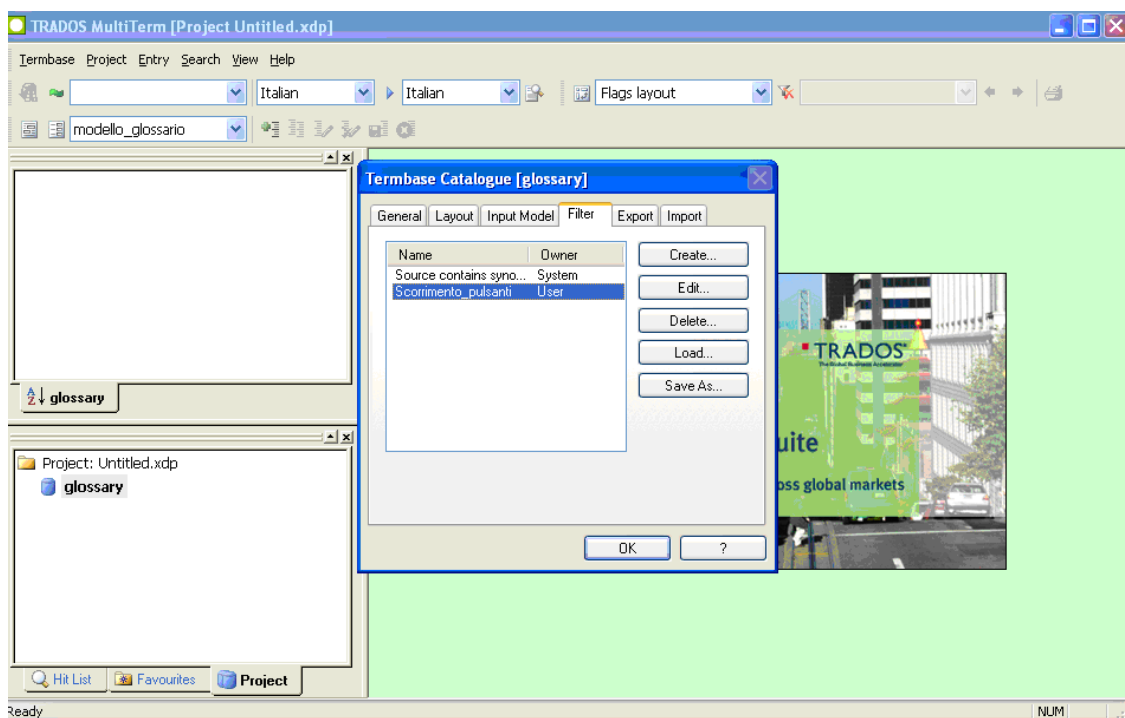 TRADOS MultiTerm [Project Untitled.xdp]
Termbase Project Entry Search View Help
Italian Italian Flags layout
modello_glossario
Termbase Catalogue [glossary]
General Layout Input Model Filter Export Import
Name Owner
Source contains syno... System
Scorrimento_pulsanti User
Create...
Edit...
Delete...
Load...
Save As...
OK ?
TRADOS
uite
oss global markets
glossary
Project: Untitled.xdp
glossary
Hit List Favourites Project
Ready NUM